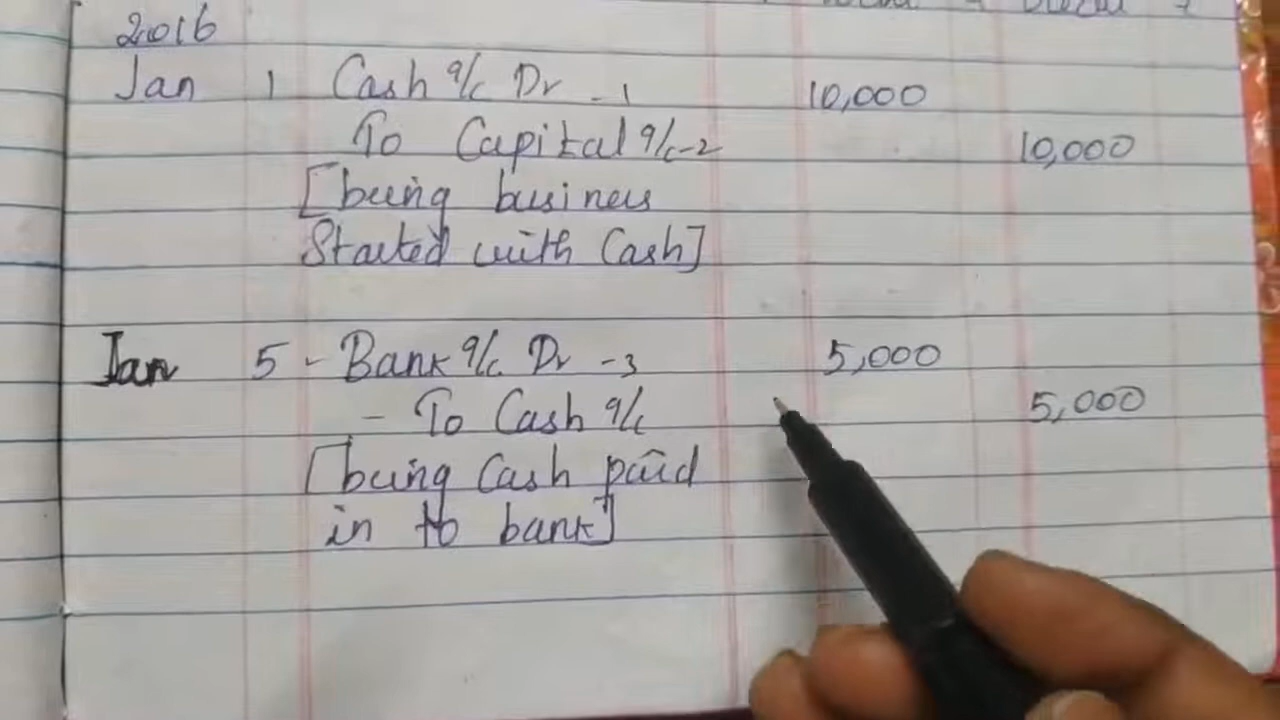 2016
Jan 1 Cash a/c Dr - 1 10,000
To Capital a/c - 2 10,000
[being business
Started with Cash]
Jan 5 - Bank a/c Dr - 3 5,000
- To Cash a/c 5,000
[being Cash paid
in to bank]